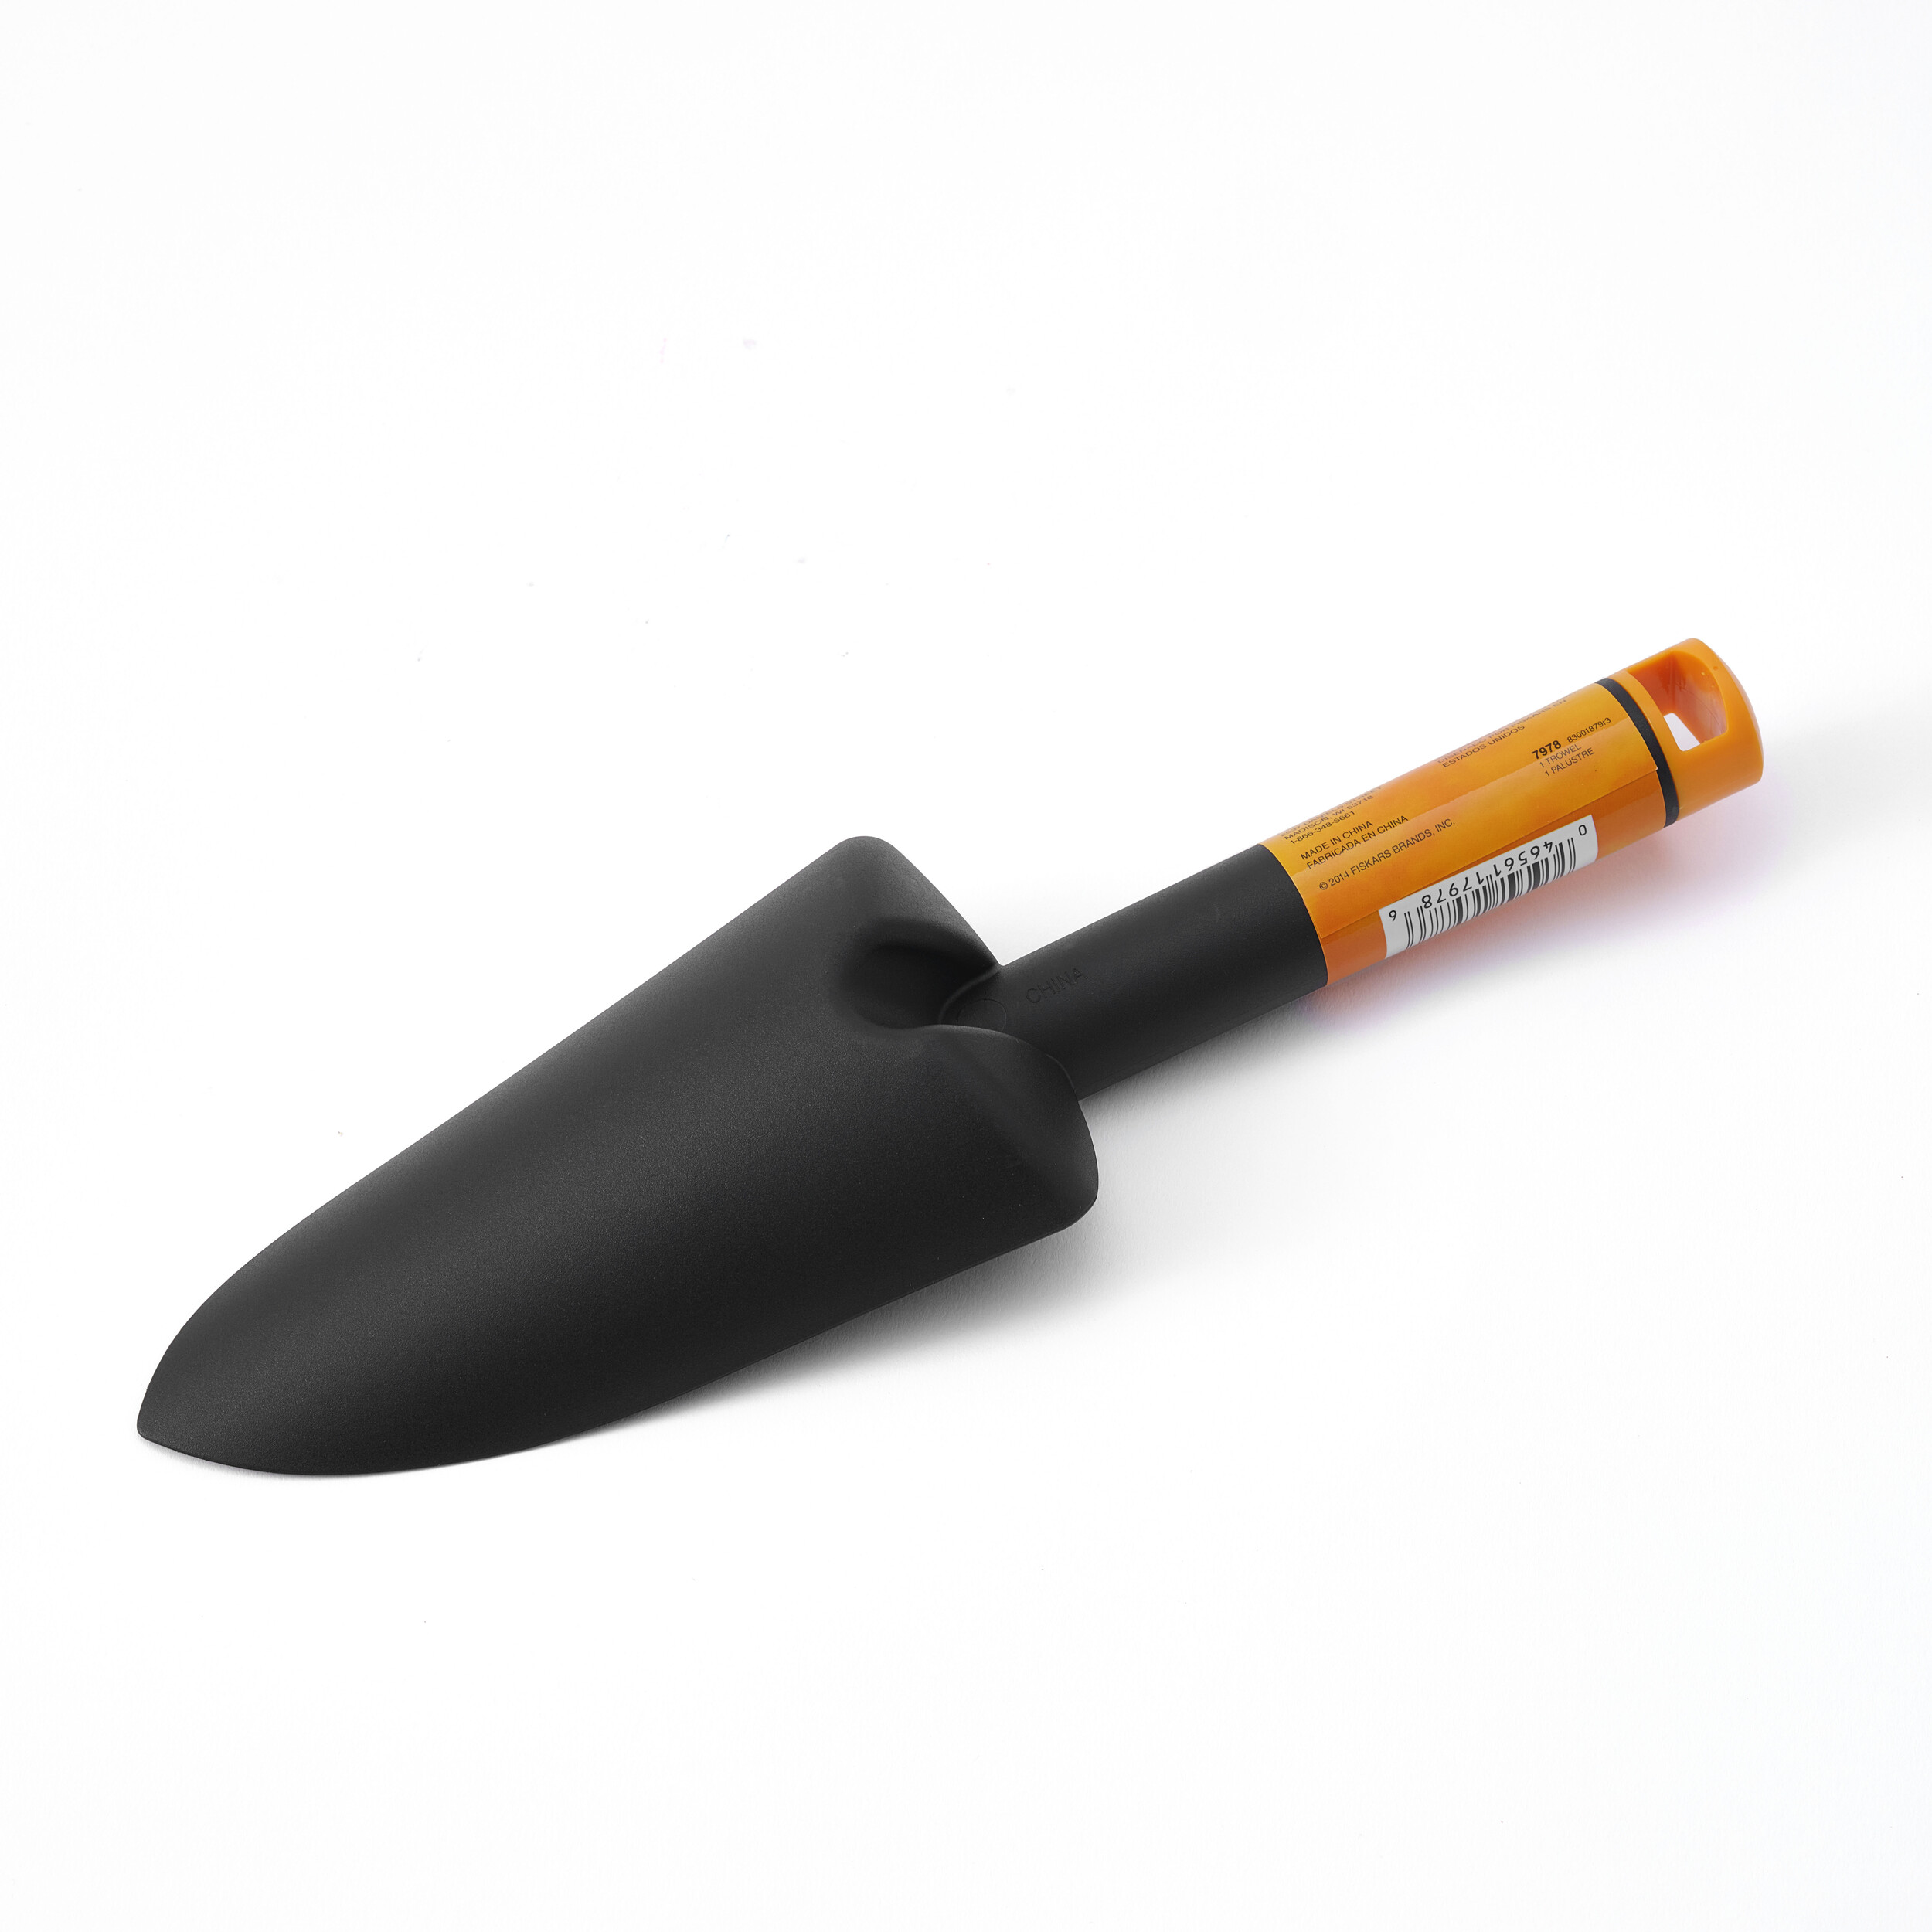 ESTADOS UNIDOS
7978 83001879r3
1 TROWEL
1 PALUSTRE
MADISON, WI 53718
1-866-348-5661
MADE IN CHINA
FABRICADA EN CHINA
© 2014 FISKARS BRANDS, INC.
0 46561 17978 6
CHINA